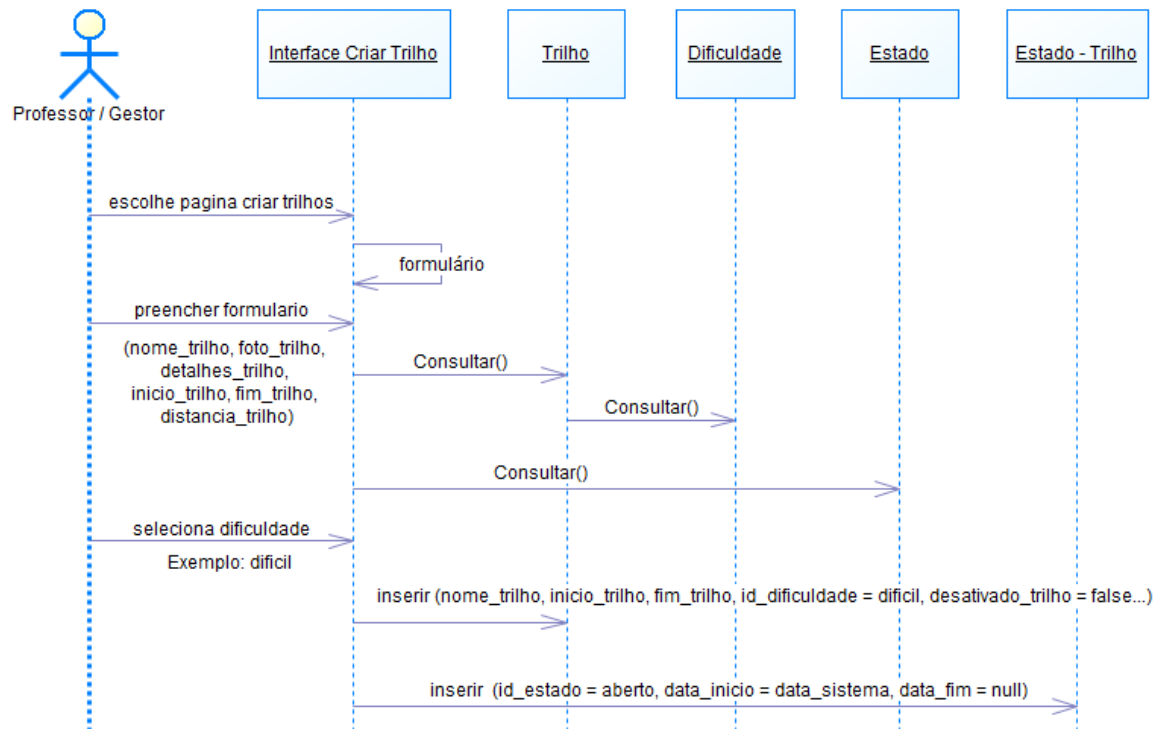 Professor / Gestor
Interface Criar Trilho
Trilho
Dificuldade
Estado
Estado - Trilho
escolhe pagina criar trilhos
formulário
preencher formulario
(nome_trilho, foto_trilho,
detalhes_trilho,
inicio_trilho, fim_trilho,
distancia_trilho)
Consultar()
Consultar()
Consultar()
seleciona dificuldade
Exemplo: dificil
inserir (nome_trilho, inicio_trilho, fim_trilho, id_dificuldade = dificil, desativado_trilho = false...)
inserir (id_estado = aberto, data_inicio = data_sistema, data_fim = null)